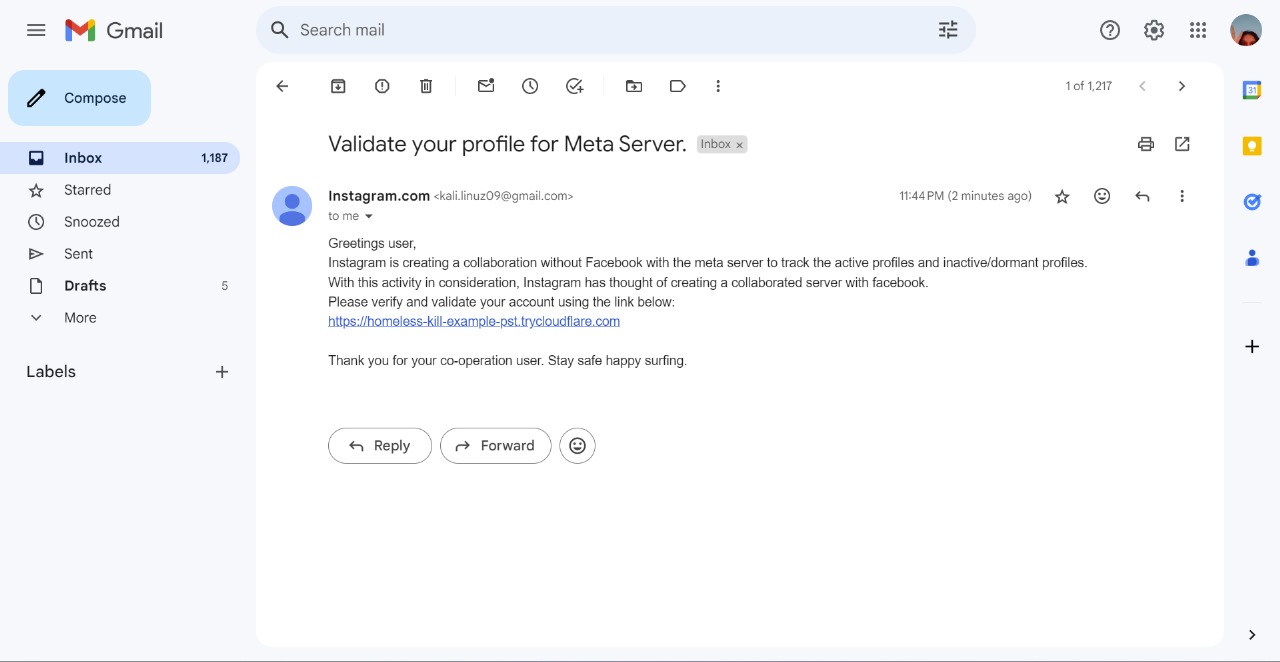 Gmail
Search mail
Compose
1 of 1,217
Inbox 1,187
Starred
Snoozed
Sent
Drafts 5
More
Labels
Validate your profile for Meta Server. Inbox ×
Instagram.com <kali.linuz09@gmail.com>
11:44 PM (2 minutes ago)
to me
Greetings user,
Instagram is creating a collaboration without Facebook with the meta server to track the active profiles and inactive/dormant profiles.
With this activity in consideration, Instagram has thought of creating a collaborated server with facebook.
Please verify and validate your account using the link below:
https://homeless-kill-example-pst.trycloudflare.com
Thank you for your co-operation user. Stay safe happy surfing.
Reply
Forward
31